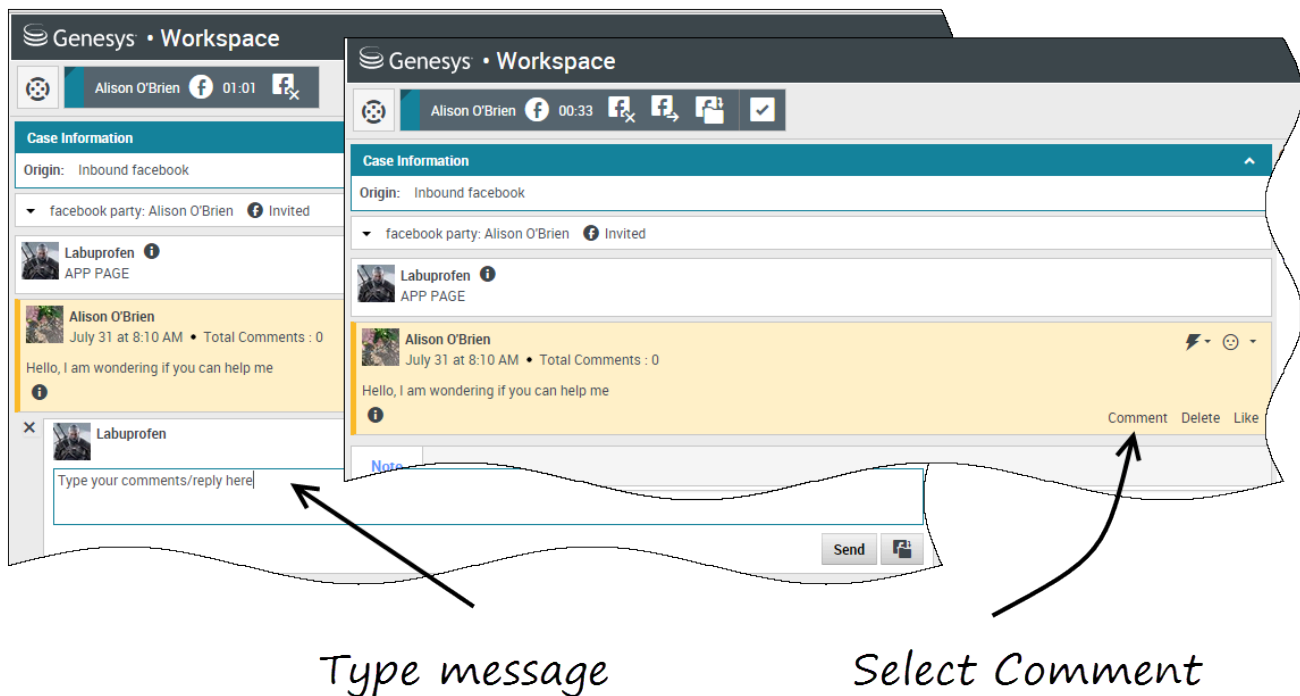 Genesys • Workspace
Alison O'Brien f 01:01
Case Information
Origin: Inbound facebook
facebook party: Alison O'Brien Invited
Labuprofen
APP PAGE
Alison O'Brien
July 31 at 8:10 AM • Total Comments : 0
Hello, I am wondering if you can help me
Labuprofen
Type your comments/reply here
Send
Genesys • Workspace
Alison O'Brien f 00:33
Case Information
Origin: Inbound facebook
facebook party: Alison O'Brien Invited
Labuprofen
APP PAGE
Alison O'Brien
July 31 at 8:10 AM • Total Comments : 0
Hello, I am wondering if you can help me
Comment Delete Like
Note
Type message
Select Comment